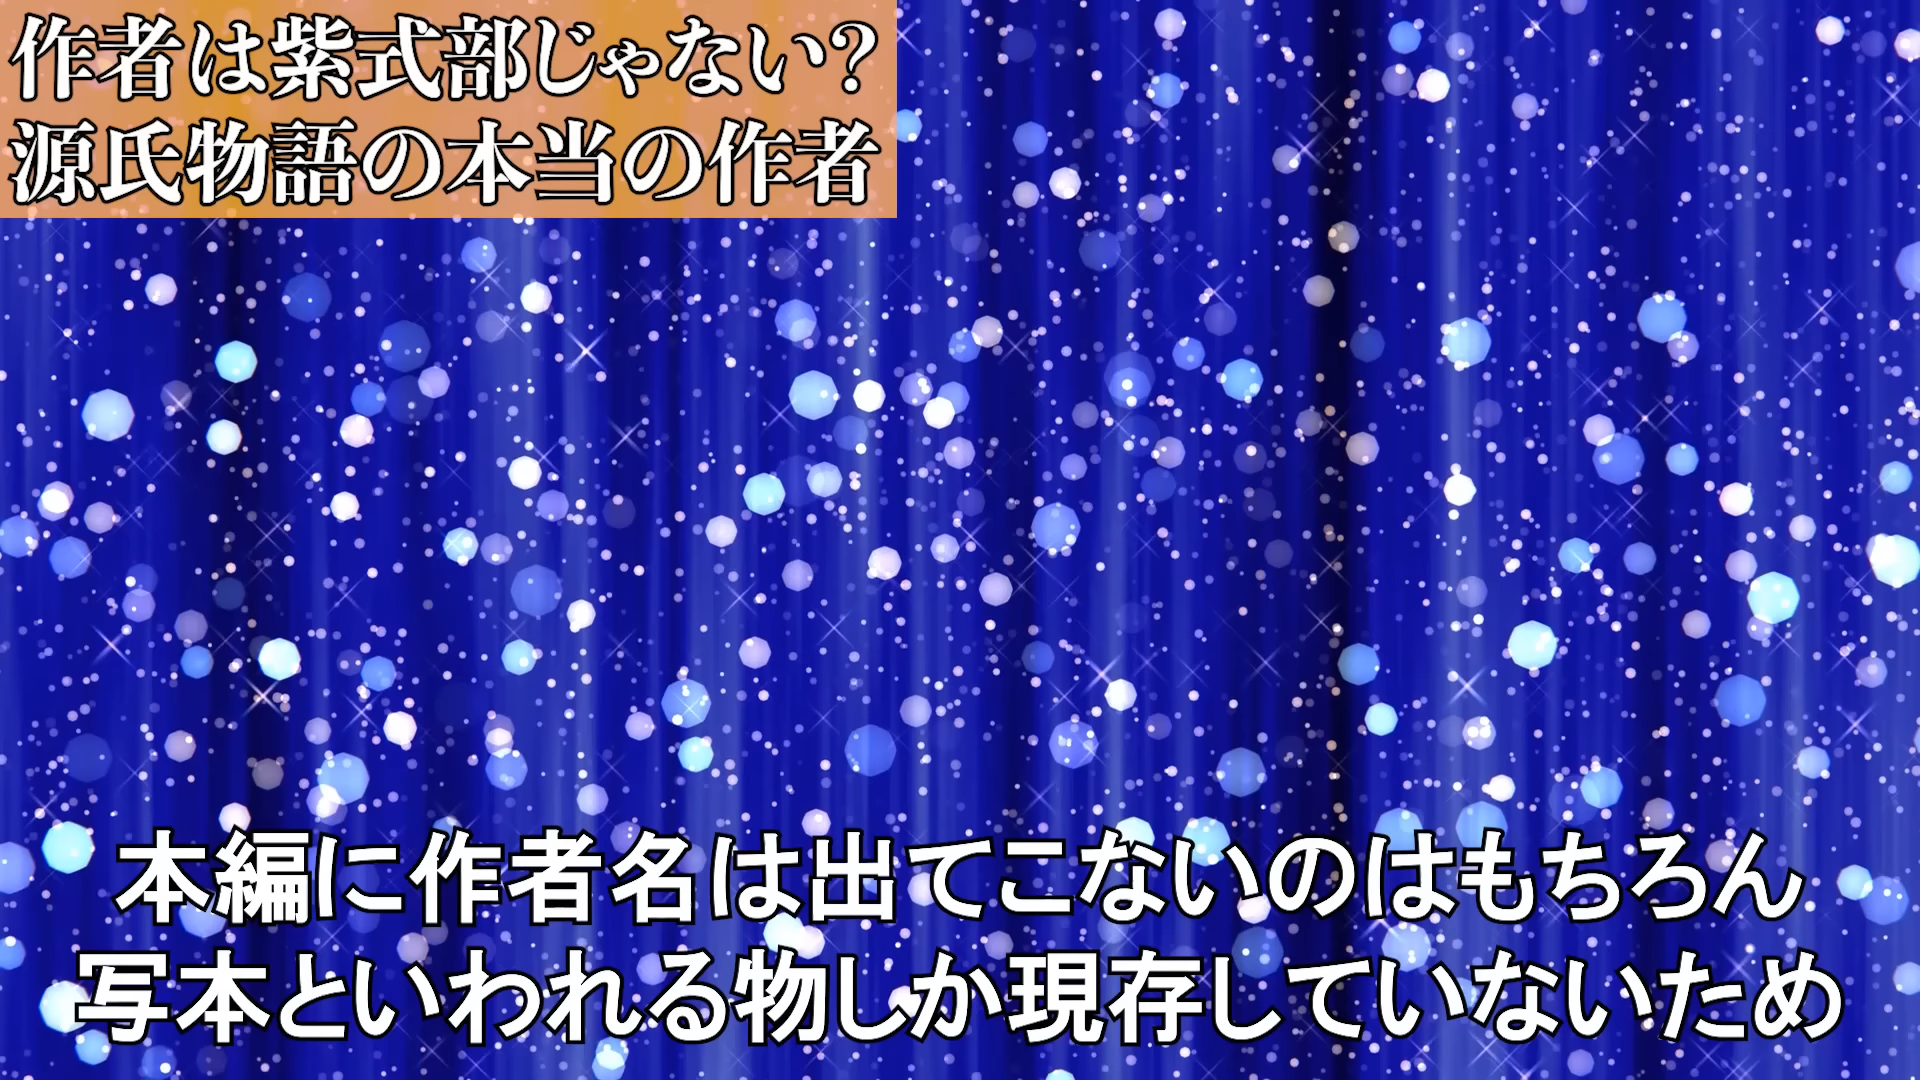 作者は紫式部じゃない?
源氏物語の本当の作者
本編に作者名は出てこないのはもちろん
写本といわれる物しか現存していないため